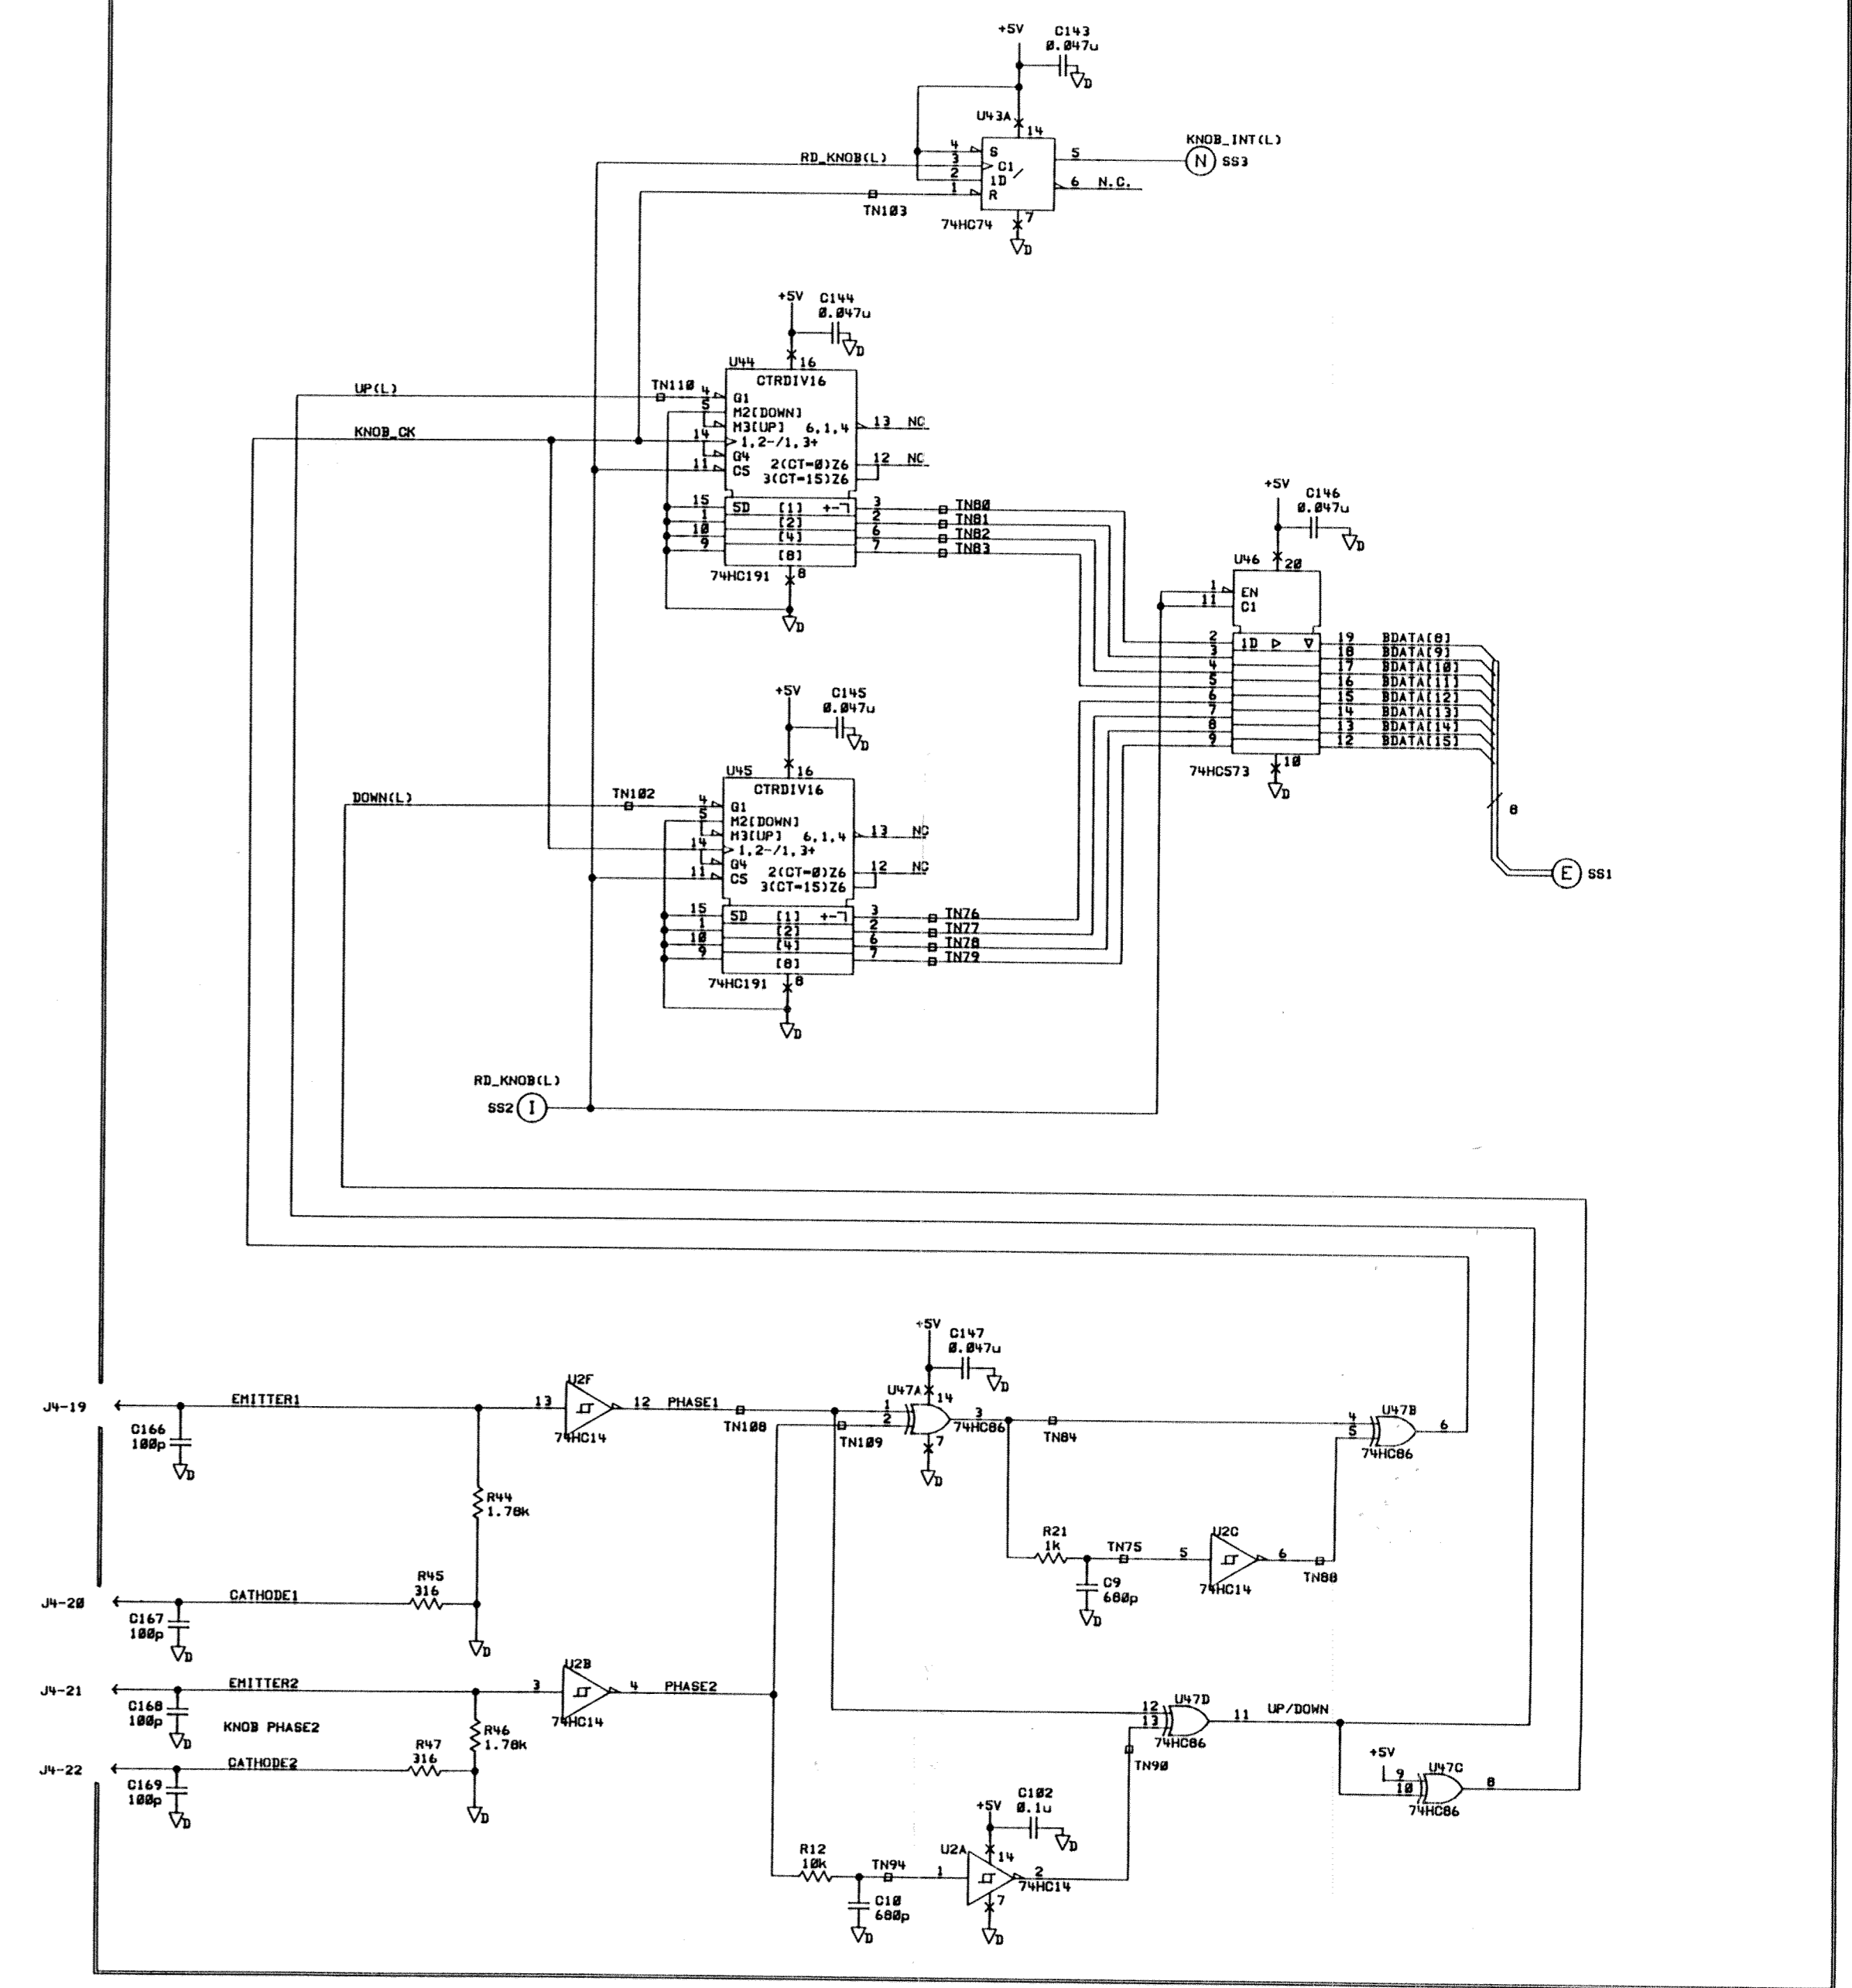 +5V
C143
0.047u
D
U43A
14
KNOB_INT(L)
4
S
5
N
SS3
RD_KNOB(L)
3
C1
2
1D
6
N.C.
1
R
TN103
74HC74
7
D
+5V
C144
0.047u
D
U44
16
CTRDIV16
UP(L)
TN110
4
G1
5
M2[DOWN]
M3[UP]
6,1,4
13
NC
KNOB_CK
14
1,2-/1,3+
G4
12
NC
11
C5
2(CT=0)Z6
3(CT=15)Z6
15
5D
[1]
+-
3
TN80
1
[2]
2
TN81
10
[4]
6
TN82
9
[8]
7
TN83
74HC191
8
D
+5V
C146
0.047u
D
U46
20
1
EN
11
C1
2
1D
19
BDATA[8]
3
18
BDATA[9]
4
17
BDATA[10]
5
16
BDATA[11]
6
15
BDATA[12]
7
14
BDATA[13]
8
13
BDATA[14]
9
12
BDATA[15]
74HC573
10
D
8
E
SS1
+5V
C145
0.047u
D
U45
16
CTRDIV16
DOWN(L)
TN102
4
G1
5
M2[DOWN]
M3[UP]
6,1,4
13
NC
14
1,2-/1,3+
G4
12
NC
11
C5
2(CT=0)Z6
3(CT=15)Z6
15
5D
[1]
+-
3
TN76
1
[2]
2
TN77
10
[4]
6
TN78
9
[8]
7
TN79
74HC191
8
D
RD_KNOB(L)
SS2
I
+5V
C147
0.047u
D
J4-19
EMITTER1
13
U2F
12
PHASE1
74HC14
TN108
U47A
14
1
2
3
TN109
74HC86
7
D
TN84
4
5
U47B
6
74HC86
C166
100p
D
R44
1.78k
R21
1k
TN75
5
U2C
6
74HC14
TN88
C9
680p
D
J4-20
CATHODE1
R45
316
D
C167
100p
D
J4-21
EMITTER2
3
U2B
4
PHASE2
74HC14
C168
100p
D
KNOB PHASE2
R46
1.78k
J4-22
CATHODE2
R47
316
D
C169
100p
D
12
13
U47D
11
UP/DOWN
74HC86
TN90
+5V
9
10
U47C
8
74HC86
+5V
C102
0.1u
D
R12
10k
TN94
1
U2A
14
2
74HC14
7
D
C10
680p
D